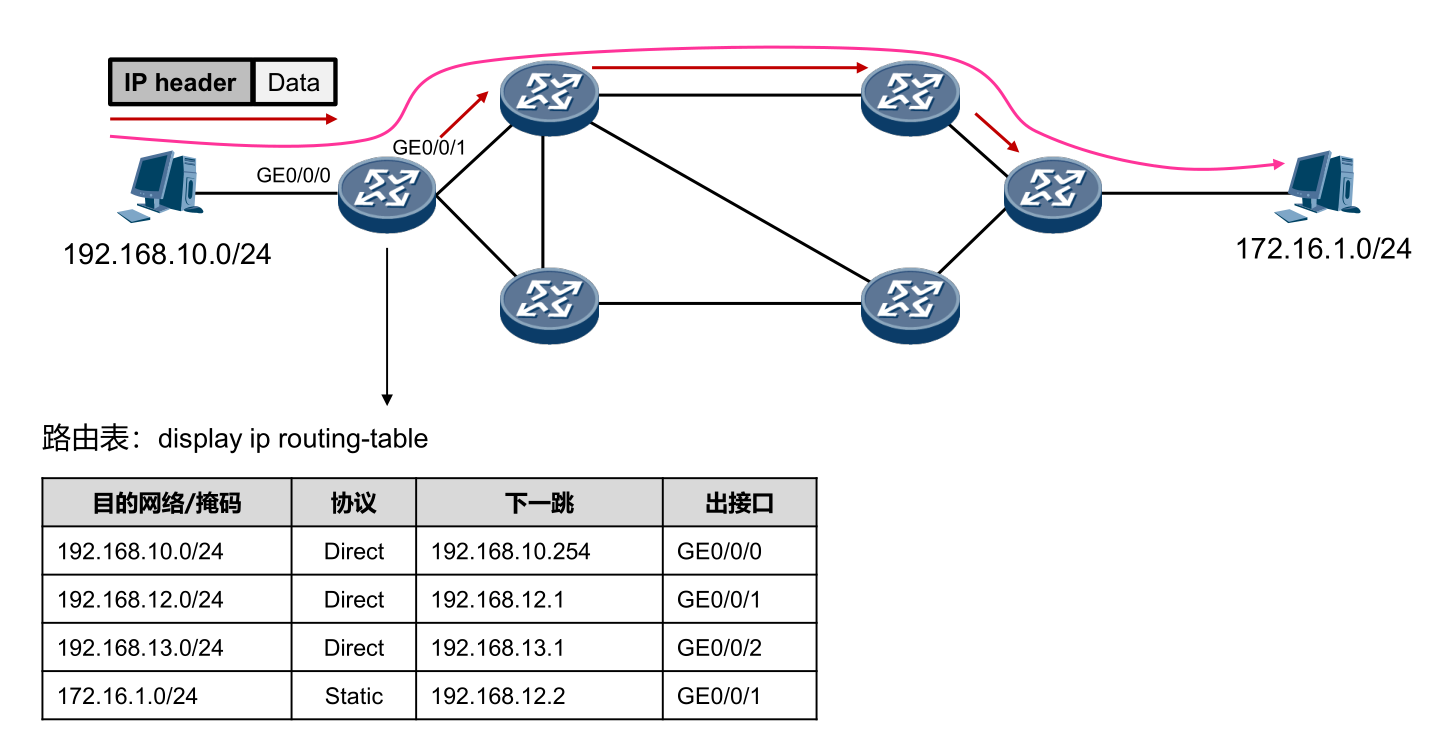 IP header Data
GE0/0/1
GE0/0/0
192.168.10.0/24
172.16.1.0/24
路由表：display ip routing-table
目的网络/掩码 协议 下一跳 出接口
192.168.10.0/24 Direct 192.168.10.254 GE0/0/0
192.168.12.0/24 Direct 192.168.12.1 GE0/0/1
192.168.13.0/24 Direct 192.168.13.1 GE0/0/2
172.16.1.0/24 Static 192.168.12.2 GE0/0/1